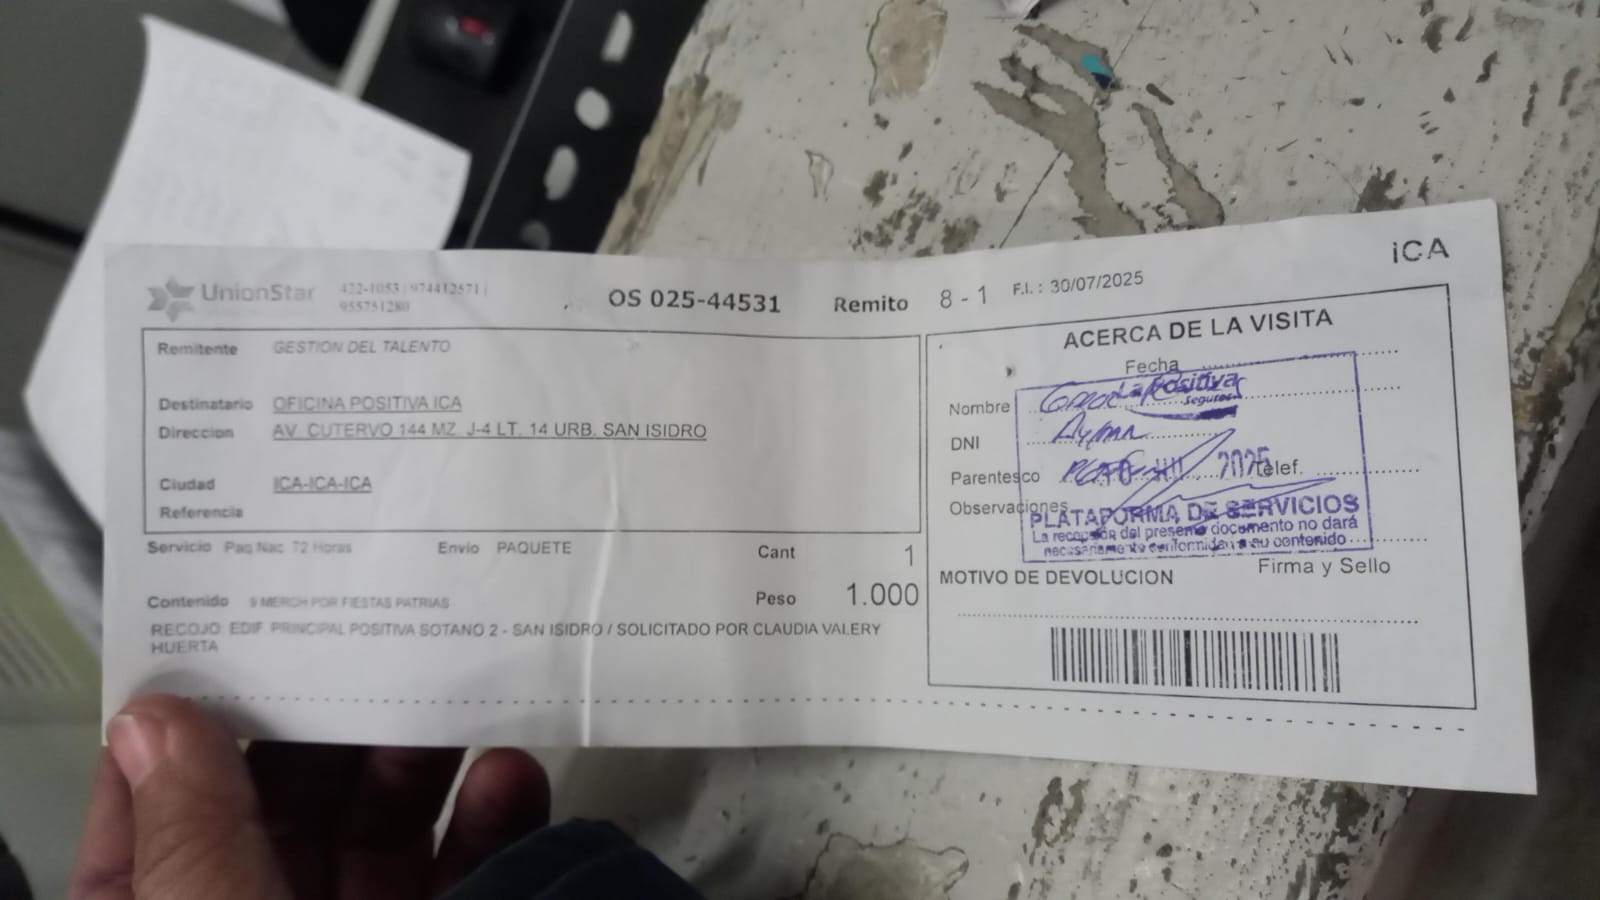 UnionStar
422-1053 | 974412571 |
955751280
OS 025-44531
Remito 8 - 1
F.I. : 30/07/2025
iCA
Remitente GESTION DEL TALENTO
Destinatario OFICINA POSITIVA ICA
Direccion AV. CUTERVO 144 MZ. J-4 LT. 14 URB. SAN ISIDRO
Ciudad ICA-ICA-ICA
Referencia
Servicio Paq Nac. 72 Horas
Envio PAQUETE
Cant 1
Peso 1.000
Contenido 9 MERCH POR FIESTAS PATRIAS
RECOJO: EDIF. PRINCIPAL POSITIVA SOTANO 2 - SAN ISIDRO / SOLICITADO POR CLAUDIA VALERY
HUERTA
ACERCA DE LA VISITA
Fecha
Nombre
La Positiva
Seguros
DNI
Parentesco
2025
Telef.
Observaciones
PLATAFORMA DE SERVICIOS
La recepción del presente documento no dará
necesariamente conformidad a su contenido
Firma y Sello
MOTIVO DE DEVOLUCION